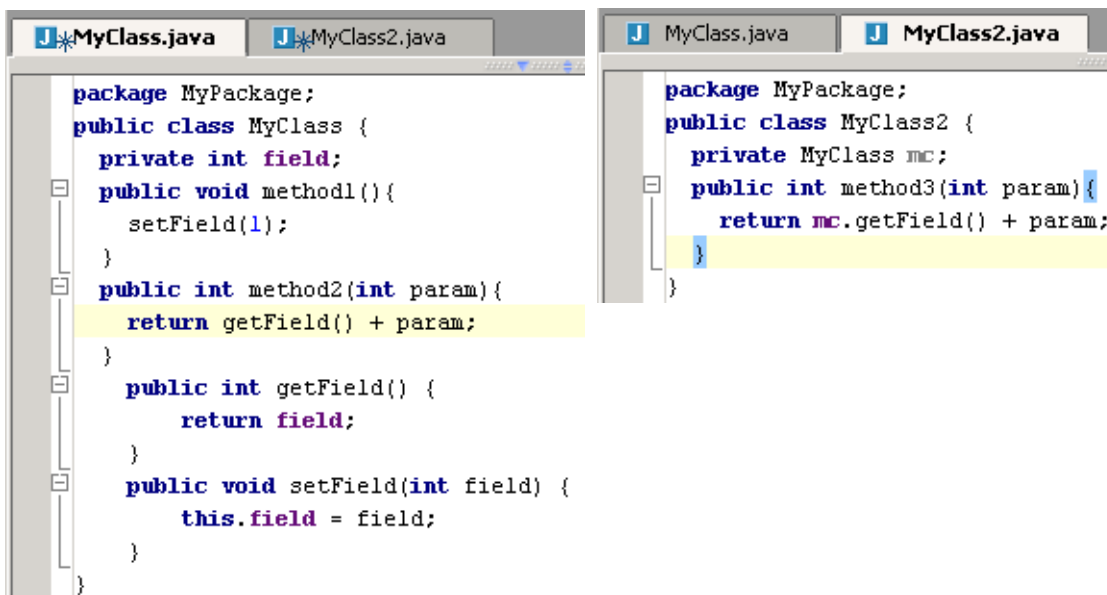 MyClass.java MyClass2.java
package MyPackage;
public class MyClass {
private int field;
public void method1(){
setField(1);
}
public int method2(int param){
return getField() + param;
}
public int getField() {
return field;
}
public void setField(int field) {
this.field = field;
}
}
MyClass.java MyClass2.java
package MyPackage;
public class MyClass2 {
private MyClass mc;
public int method3(int param){
return mc.getField() + param;
}
}